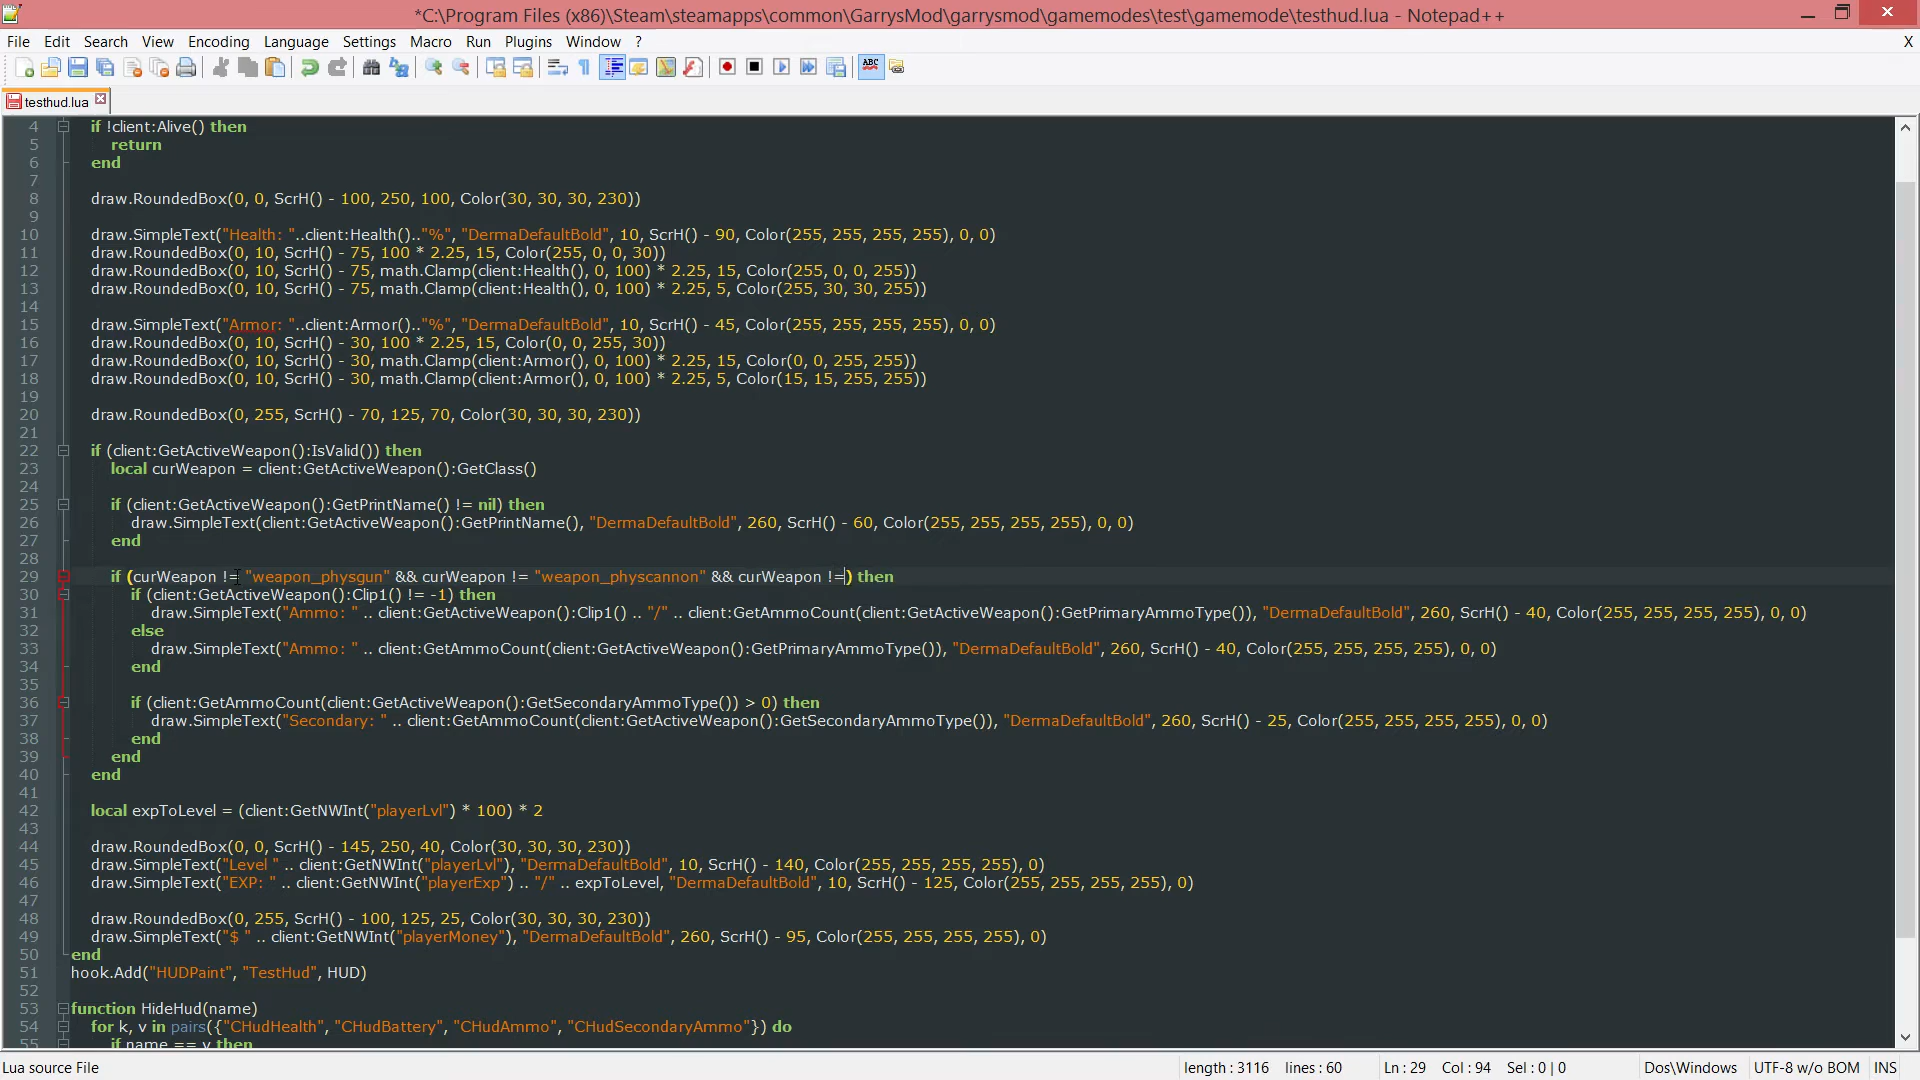 *C:\Program Files (x86)\Steam\steamapps\common\GarrysMod\garrysmod\gamemodes\test\gamemode\testhud.lua - Notepad++
File Edit Search View Encoding Language Settings Macro Run Plugins Window ? X
ABC
testhud.lua
4 if !client:Alive() then
5 return
6 end
7
8 draw.RoundedBox(0, 0, ScrH() - 100, 250, 100, Color(30, 30, 30, 230))
9
10 draw.SimpleText("Health: "..client:Health().."%", "DermaDefaultBold", 10, ScrH() - 90, Color(255, 255, 255, 255), 0, 0)
11 draw.RoundedBox(0, 10, ScrH() - 75, 100 * 2.25, 15, Color(255, 0, 0, 30))
12 draw.RoundedBox(0, 10, ScrH() - 75, math.Clamp(client:Health(), 0, 100) * 2.25, 15, Color(255, 0, 0, 255))
13 draw.RoundedBox(0, 10, ScrH() - 75, math.Clamp(client:Health(), 0, 100) * 2.25, 5, Color(255, 30, 30, 255))
14
15 draw.SimpleText("Armor: "..client:Armor().."%", "DermaDefaultBold", 10, ScrH() - 45, Color(255, 255, 255, 255), 0, 0)
16 draw.RoundedBox(0, 10, ScrH() - 30, 100 * 2.25, 15, Color(0, 0, 255, 30))
17 draw.RoundedBox(0, 10, ScrH() - 30, math.Clamp(client:Armor(), 0, 100) * 2.25, 15, Color(0, 0, 255, 255))
18 draw.RoundedBox(0, 10, ScrH() - 30, math.Clamp(client:Armor(), 0, 100) * 2.25, 5, Color(15, 15, 255, 255))
19
20 draw.RoundedBox(0, 255, ScrH() - 70, 125, 70, Color(30, 30, 30, 230))
21
22 if (client:GetActiveWeapon():IsValid()) then
23 local curWeapon = client:GetActiveWeapon():GetClass()
24
25 if (client:GetActiveWeapon():GetPrintName() != nil) then
26 draw.SimpleText(client:GetActiveWeapon():GetPrintName(), "DermaDefaultBold", 260, ScrH() - 60, Color(255, 255, 255, 255), 0, 0)
27 end
28
29 if (curWeapon != "weapon_physgun" && curWeapon != "weapon_physcannon" && curWeapon !=) then
30 if (client:GetActiveWeapon():Clip1() != -1) then
31 draw.SimpleText("Ammo: " .. client:GetActiveWeapon():Clip1() .. "/" .. client:GetAmmoCount(client:GetActiveWeapon():GetPrimaryAmmoType()), "DermaDefaultBold", 260, ScrH() - 40, Color(255, 255, 255, 255), 0, 0)
32 else
33 draw.SimpleText("Ammo: " .. client:GetAmmoCount(client:GetActiveWeapon():GetPrimaryAmmoType()), "DermaDefaultBold", 260, ScrH() - 40, Color(255, 255, 255, 255), 0, 0)
34 end
35
36 if (client:GetAmmoCount(client:GetActiveWeapon():GetSecondaryAmmoType()) > 0) then
37 draw.SimpleText("Secondary: " .. client:GetAmmoCount(client:GetActiveWeapon():GetSecondaryAmmoType()), "DermaDefaultBold", 260, ScrH() - 25, Color(255, 255, 255, 255), 0, 0)
38 end
39 end
40 end
41
42 local expToLevel = (client:GetNWInt("playerLvl") * 100) * 2
43
44 draw.RoundedBox(0, 0, ScrH() - 145, 250, 40, Color(30, 30, 30, 230))
45 draw.SimpleText("Level " .. client:GetNWInt("playerLvl"), "DermaDefaultBold", 10, ScrH() - 140, Color(255, 255, 255, 255), 0)
46 draw.SimpleText("EXP: " .. client:GetNWInt("playerExp") .. "/" .. expToLevel, "DermaDefaultBold", 10, ScrH() - 125, Color(255, 255, 255, 255), 0)
47
48 draw.RoundedBox(0, 255, ScrH() - 100, 125, 25, Color(30, 30, 30, 230))
49 draw.SimpleText("$ " .. client:GetNWInt("playerMoney"), "DermaDefaultBold", 260, ScrH() - 95, Color(255, 255, 255, 255), 0)
50 end
51 hook.Add("HUDPaint", "TestHud", HUD)
52
53 function HideHud(name)
54 for k, v in pairs({"CHudHealth", "CHudBattery", "CHudAmmo", "CHudSecondaryAmmo"}) do
55 if name == v then
Lua source File length : 3116 lines : 60 Ln : 29 Col : 94 Sel : 0 | 0 Dos\Windows UTF-8 w/o BOM INS